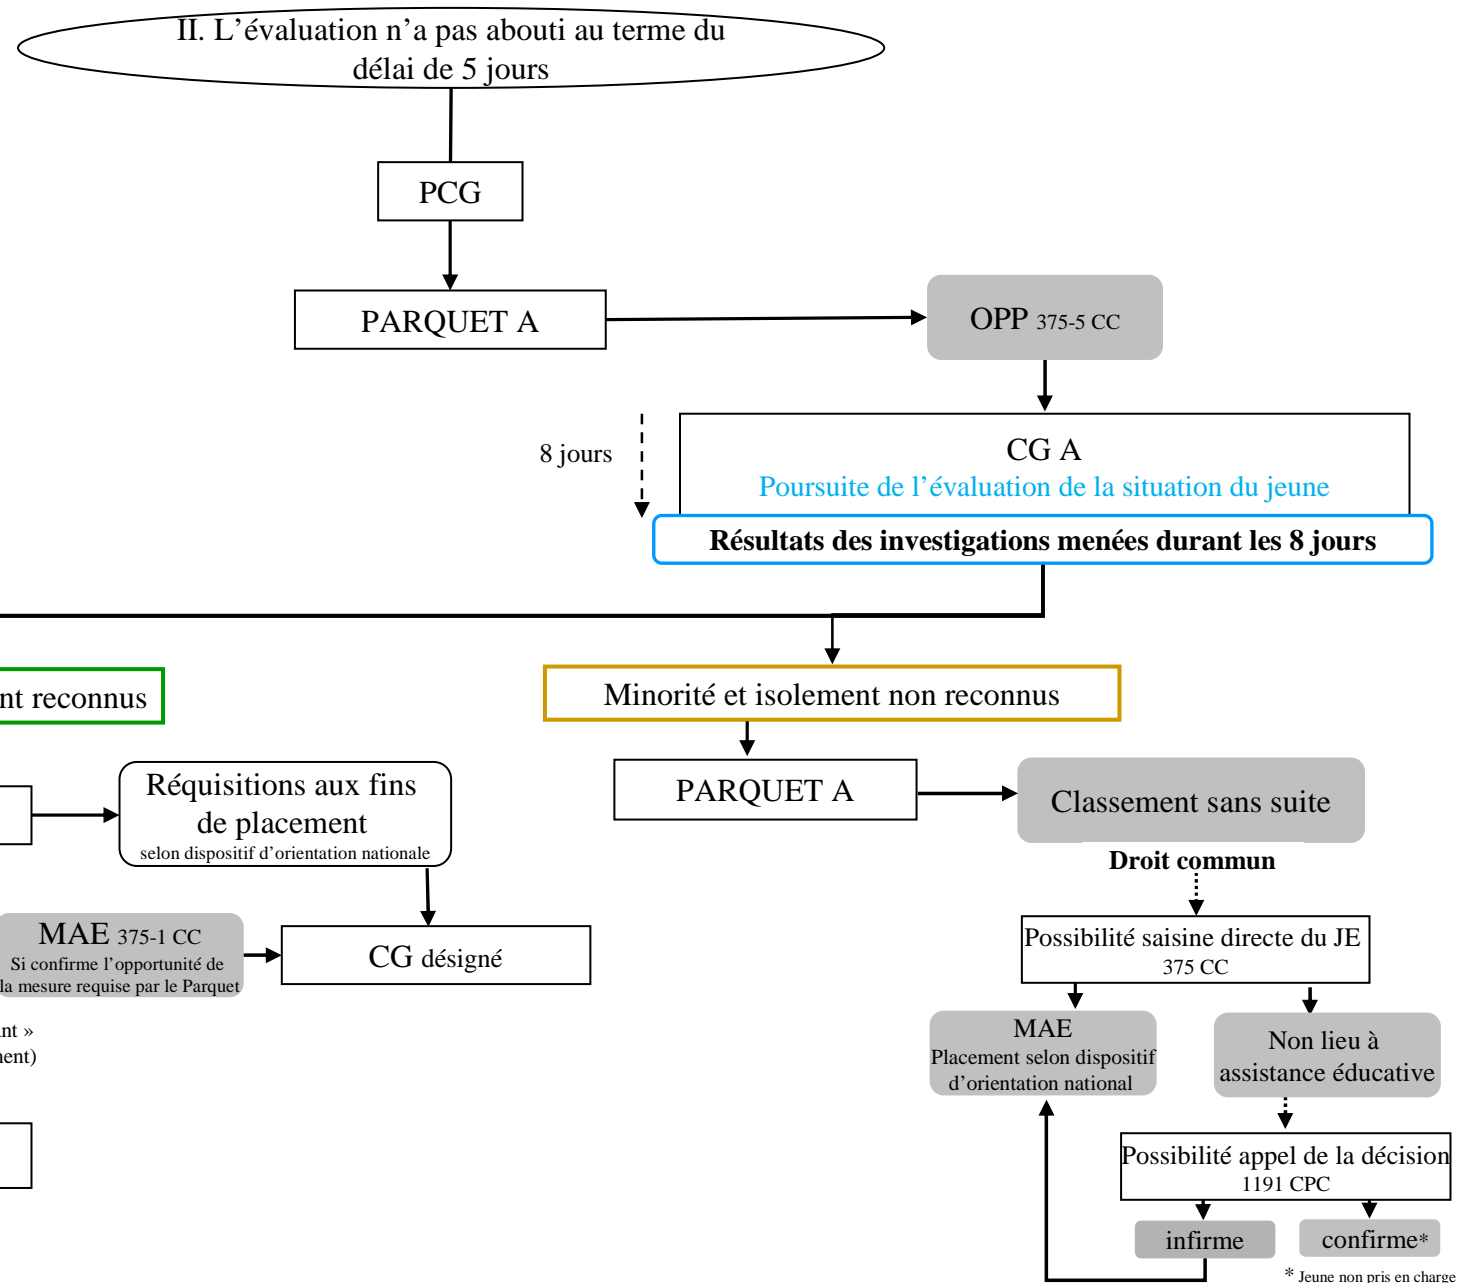 II. L’évaluation n’a pas abouti au terme du
délai de 5 jours
PCG
PARQUET A
OPP 375-5 CC
8 jours
CG A
Poursuite de l’évaluation de la situation du jeune
Résultats des investigations menées durant les 8 jours
nt reconnus
Minorité et isolement non reconnus
Réquisitions aux fins
de placement
selon dispositif d’orientation nationale
PARQUET A
Classement sans suite
Droit commun
MAE 375-1 CC
Si confirme l’opportunité de
la mesure requise par le Parquet
CG désigné
Possibilité saisine directe du JE
375 CC
ant »
ment)
MAE
Placement selon dispositif
d’orientation national
Non lieu à
assistance éducative
Possibilité appel de la décision
1191 CPC
infirme
confirme*
* Jeune non pris en charge